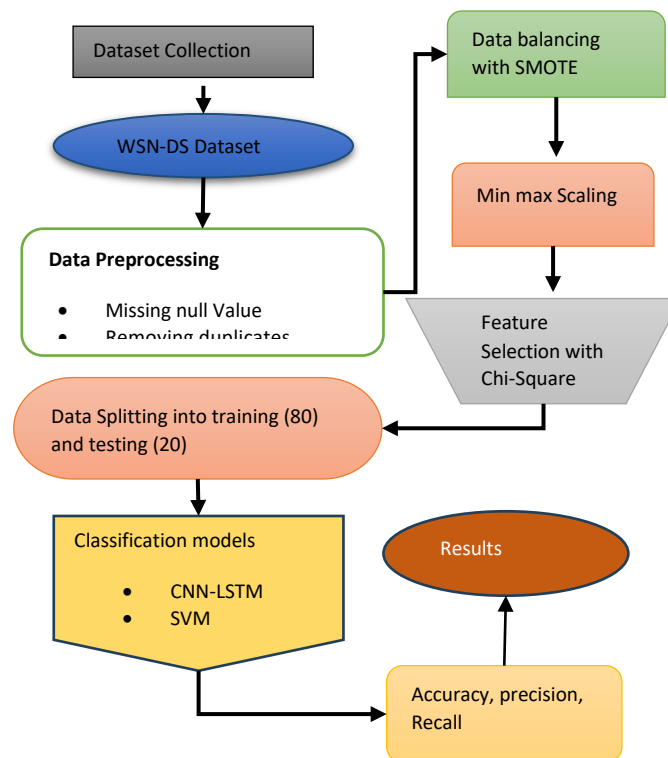 Dataset Collection
WSN-DS Dataset
Data Preprocessing
• Missing null Value
• Removing duplicates
Data balancing
with SMOTE
Min max Scaling
Feature
Selection with
Chi-Square
Data Splitting into training (80)
and testing (20)
Classification models
• CNN-LSTM
• SVM
Accuracy, precision,
Recall
Results